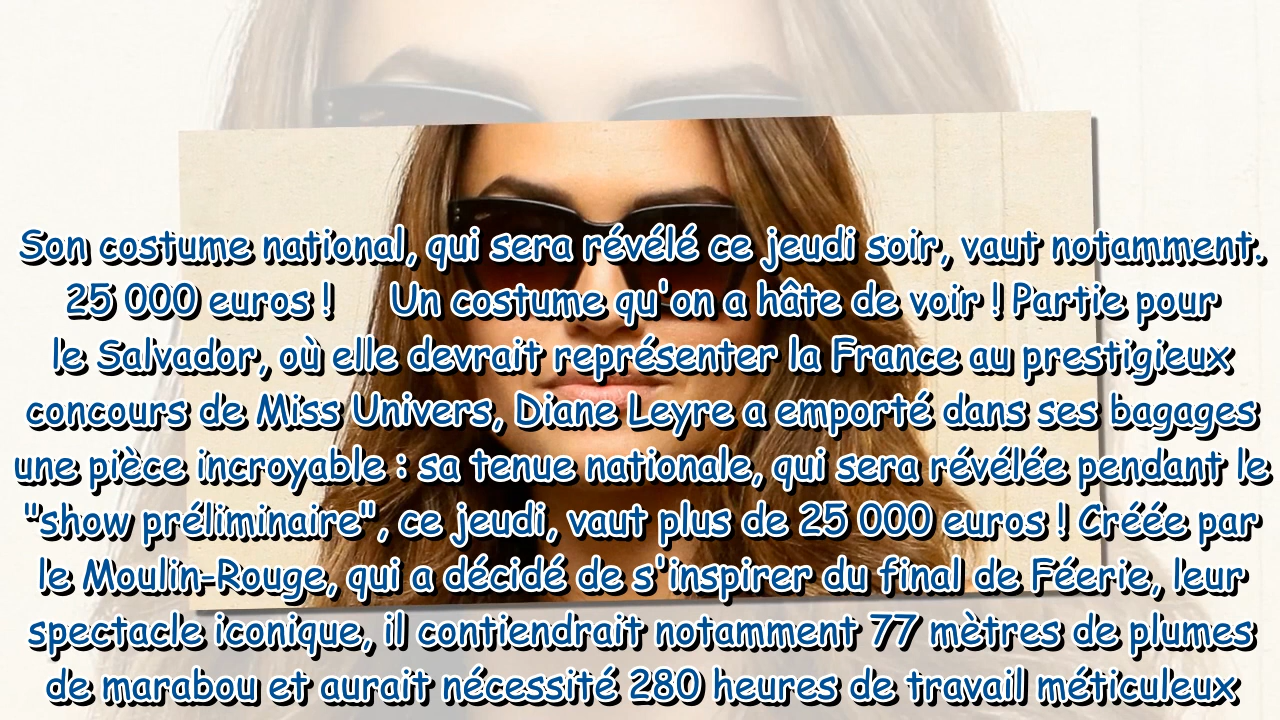 Son costume national, qui sera révélé ce jeudi soir, vaut notamment.
25 000 euros ! Un costume qu'on a hâte de voir ! Partie pour
le Salvador, où elle devrait représenter la France au prestigieux
concours de Miss Univers, Diane Leyre a emporté dans ses bagages
une pièce incroyable : sa tenue nationale, qui sera révélée pendant le
"show préliminaire", ce jeudi, vaut plus de 25 000 euros ! Créée par
le Moulin-Rouge, qui a décidé de s'inspirer du final de Féerie, leur
spectacle iconique, il contiendrait notamment 77 mètres de plumes
de marabou et aurait nécessité 280 heures de travail méticuleux